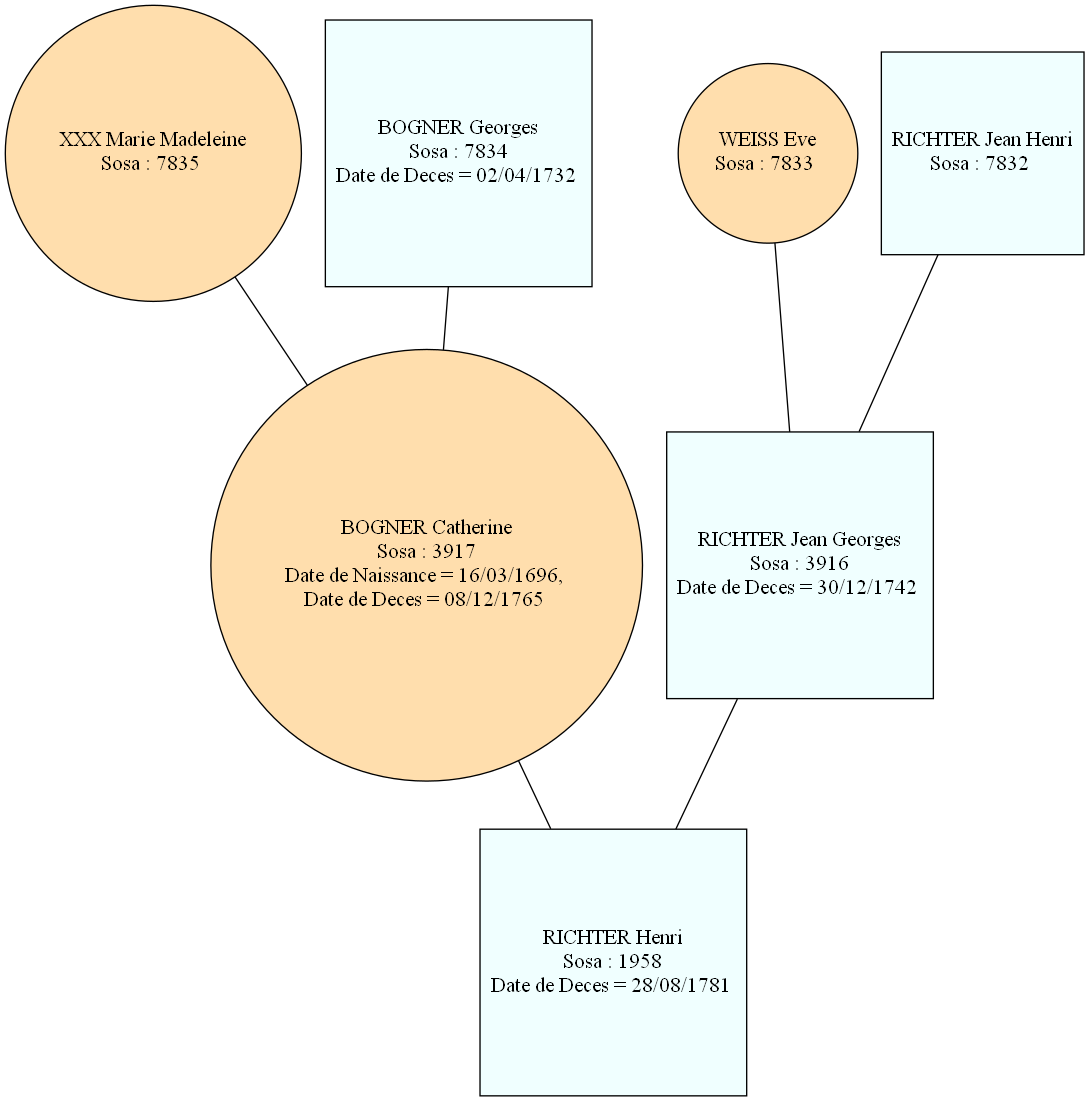 XXX Marie Madeleine
Sosa : 7835
BOGNER Georges
Sosa : 7834
Date de Deces = 02/04/1732
WEISS Eve
Sosa : 7833
RICHTER Jean Henri
Sosa : 7832
BOGNER Catherine
Sosa : 3917
Date de Naissance = 16/03/1696,
Date de Deces = 08/12/1765
RICHTER Jean Georges
Sosa : 3916
Date de Deces = 30/12/1742
RICHTER Henri
Sosa : 1958
Date de Deces = 28/08/1781